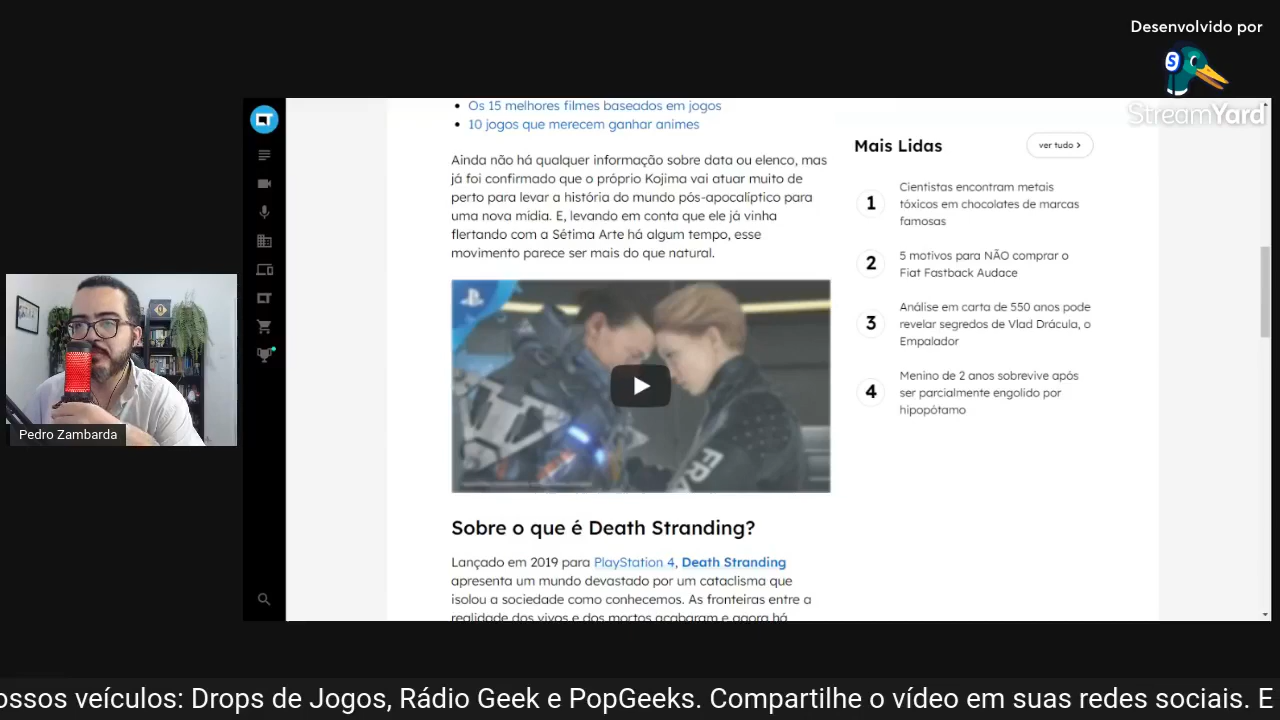 Desenvolvido por
StreamYard
Os 15 melhores filmes baseados em jogos
10 jogos que merecem ganhar animes
Ainda não há qualquer informação sobre data ou elenco, mas
já foi confirmado que o próprio Kojima vai atuar muito de
perto para levar a história do mundo pós-apocalíptico para
uma nova mídia. E, levando em conta que ele já vinha
flertando com a Sétima Arte há algum tempo, esse
movimento parece ser mais do que natural.
Sobre o que é Death Stranding?
Lançado em 2019 para PlayStation 4, Death Stranding
apresenta um mundo devastado por um cataclisma que
isolou a sociedade como conhecemos. As fronteiras entre a
realidade dos vivos e dos mortos acabaram e agora há
Mais Lidas
ver tudo
1
Cientistas encontram metais
tóxicos em chocolates de marcas
famosas
2
5 motivos para NÃO comprar o
Fiat Fastback Audace
3
Análise em carta de 550 anos pode
revelar segredos de Vlad Drácula, o
Empalador
4
Menino de 2 anos sobrevive após
ser parcialmente engolido por
hipopótamo
Pedro Zambarda
ossos veículos: Drops de Jogos, Rádio Geek e PopGeeks. Compartilhe o vídeo em suas redes sociais. E